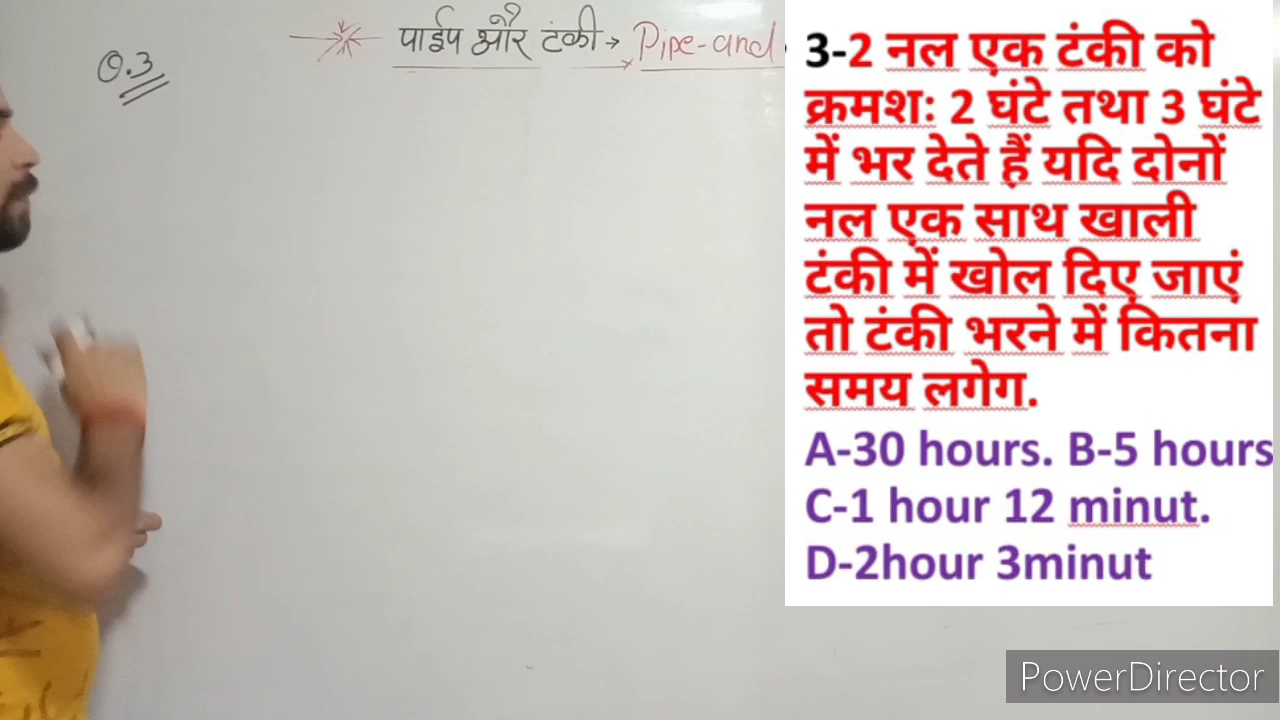 पाईप और टंकी → Pipe-and
Q.3
3-2 नल एक टंकी को
क्रमशः 2 घंटे तथा 3 घंटे
में भर देते हैं यदि दोनों
नल एक साथ खाली
टंकी में खोल दिए जाएं
तो टंकी भरने में कितना
समय लगेग.
A-30 hours. B-5 hours
C-1 hour 12 minut.
D-2hour 3minut
PowerDirector